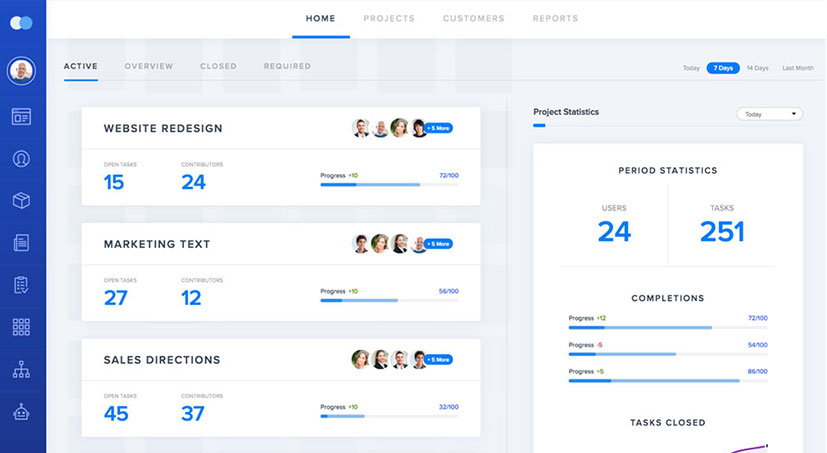 HOME PROJECTS CUSTOMERS REPORTS
ACTIVE OVERVIEW CLOSED REQUIRED
Today 7 Days 14 Days Last Month
WEBSITE REDESIGN
+ 5 More
OPEN TASKS CONTRIBUTORS
15 24
Progress +10 72/100
MARKETING TEXT
+ 5 More
OPEN TASKS CONTRIBUTORS
27 12
Progress +10 56/100
SALES DIRECTIONS
+ 5 More
OPEN TASKS CONTRIBUTORS
45 37
Progress +10 32/100
Project Statistics
Today
PERIOD STATISTICS
USERS TASKS
24 251
COMPLETIONS
Progress +12 72/100
Progress -5 54/100
Progress +5 86/100
TASKS CLOSED